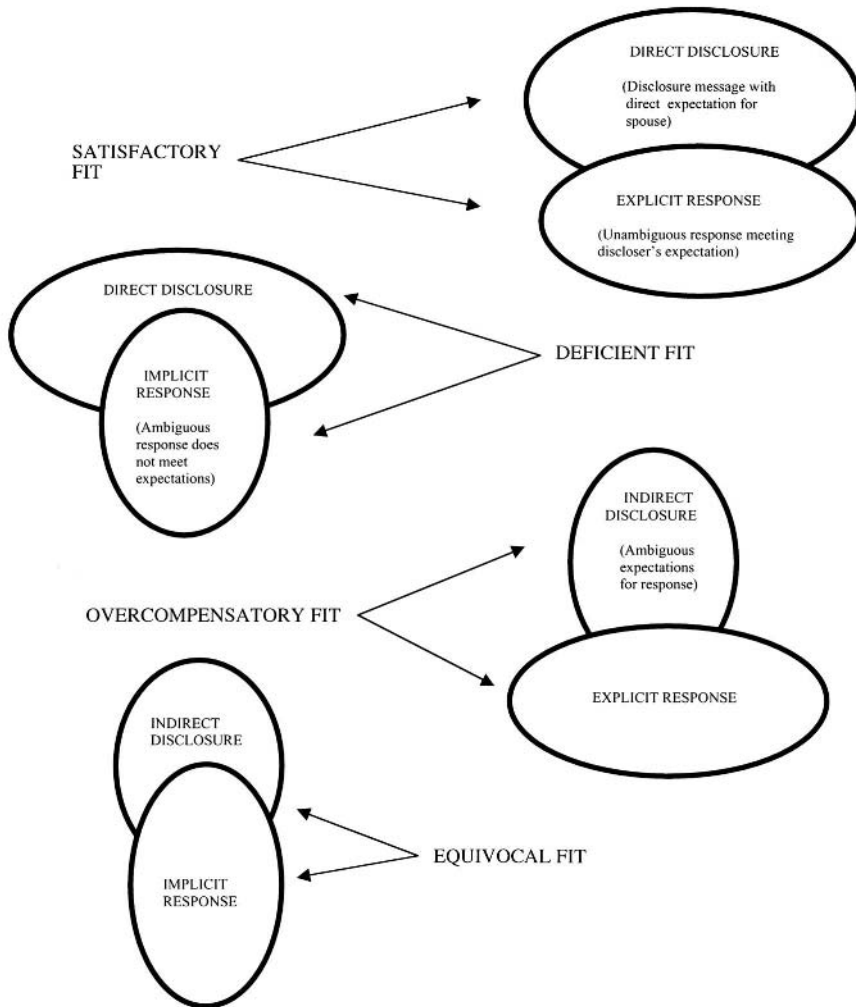 DIRECT DISCLOSURE
(Disclosure message with
direct expectation for
spouse)
SATISFACTORY
FIT
EXPLICIT RESPONSE
(Unambiguous response meeting
discloser's expectation)
DIRECT DISCLOSURE
IMPLICIT
RESPONSE
(Ambiguous
response does
not meet
expectations)
DEFICIENT FIT
INDIRECT
DISCLOSURE
(Ambiguous
expectations
for response)
OVERCOMPENSATORY FIT
EXPLICIT RESPONSE
INDIRECT
DISCLOSURE
IMPLICIT
RESPONSE
EQUIVOCAL FIT